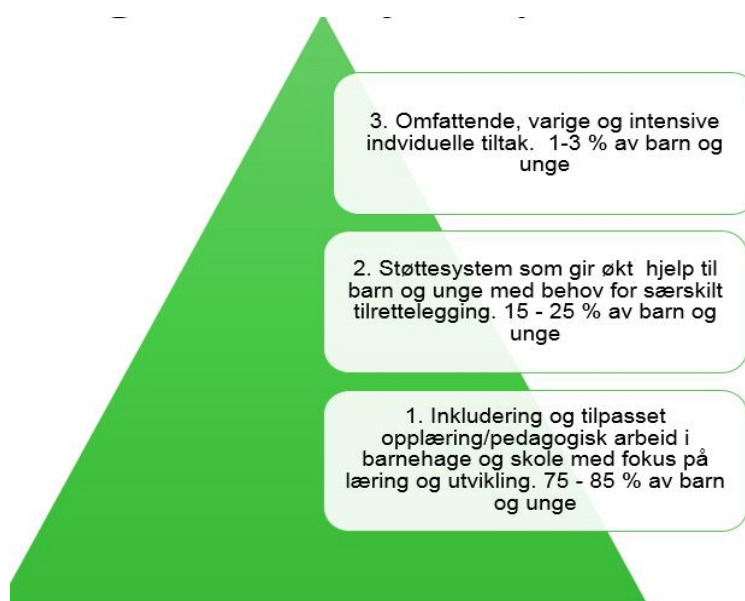 3. Omfattende, varige og intensive
indviduelle tiltak.  1-3 % av barn og
unge
2. Støttesystem som gir økt  hjelp til
barn og unge med behov for særskilt
tilrettelegging. 15 - 25 % av barn og
unge
1. Inkludering og tilpasset
opplæring/pedagogisk arbeid i
barnehage og skole med fokus på
læring og utvikling. 75 - 85 % av barn
og unge